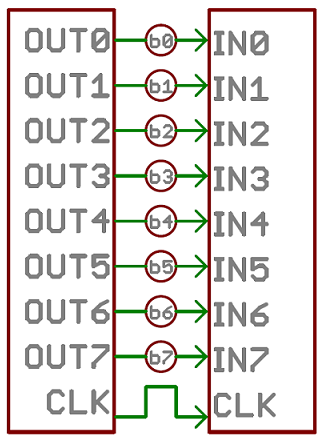 OUT0 b0 IN0
OUT1 b1 IN1
OUT2 b2 IN2
OUT3 b3 IN3
OUT4 b4 IN4
OUT5 b5 IN5
OUT6 b6 IN6
OUT7 b7 IN7
CLK CLK